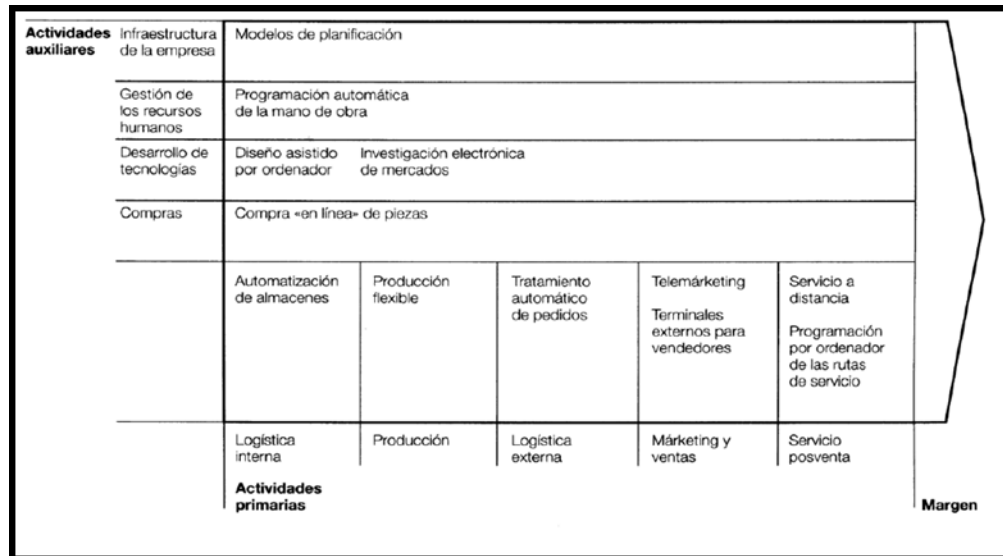 Actividades auxiliares
Infraestructura de la empresa
Modelos de planificación
Gestión de los recursos humanos
Programación automática de la mano de obra
Desarrollo de tecnologías
Diseño asistido por ordenador
Investigación electrónica de mercados
Compras
Compra «en línea» de piezas
Automatización de almacenes
Producción flexible
Tratamiento automático de pedidos
Telemárketing
Terminales externos para vendedores
Servicio a distancia
Programación por ordenador de las rutas de servicio
Logística interna
Producción
Logística externa
Márketing y ventas
Servicio posventa
Actividades primarias
Margen